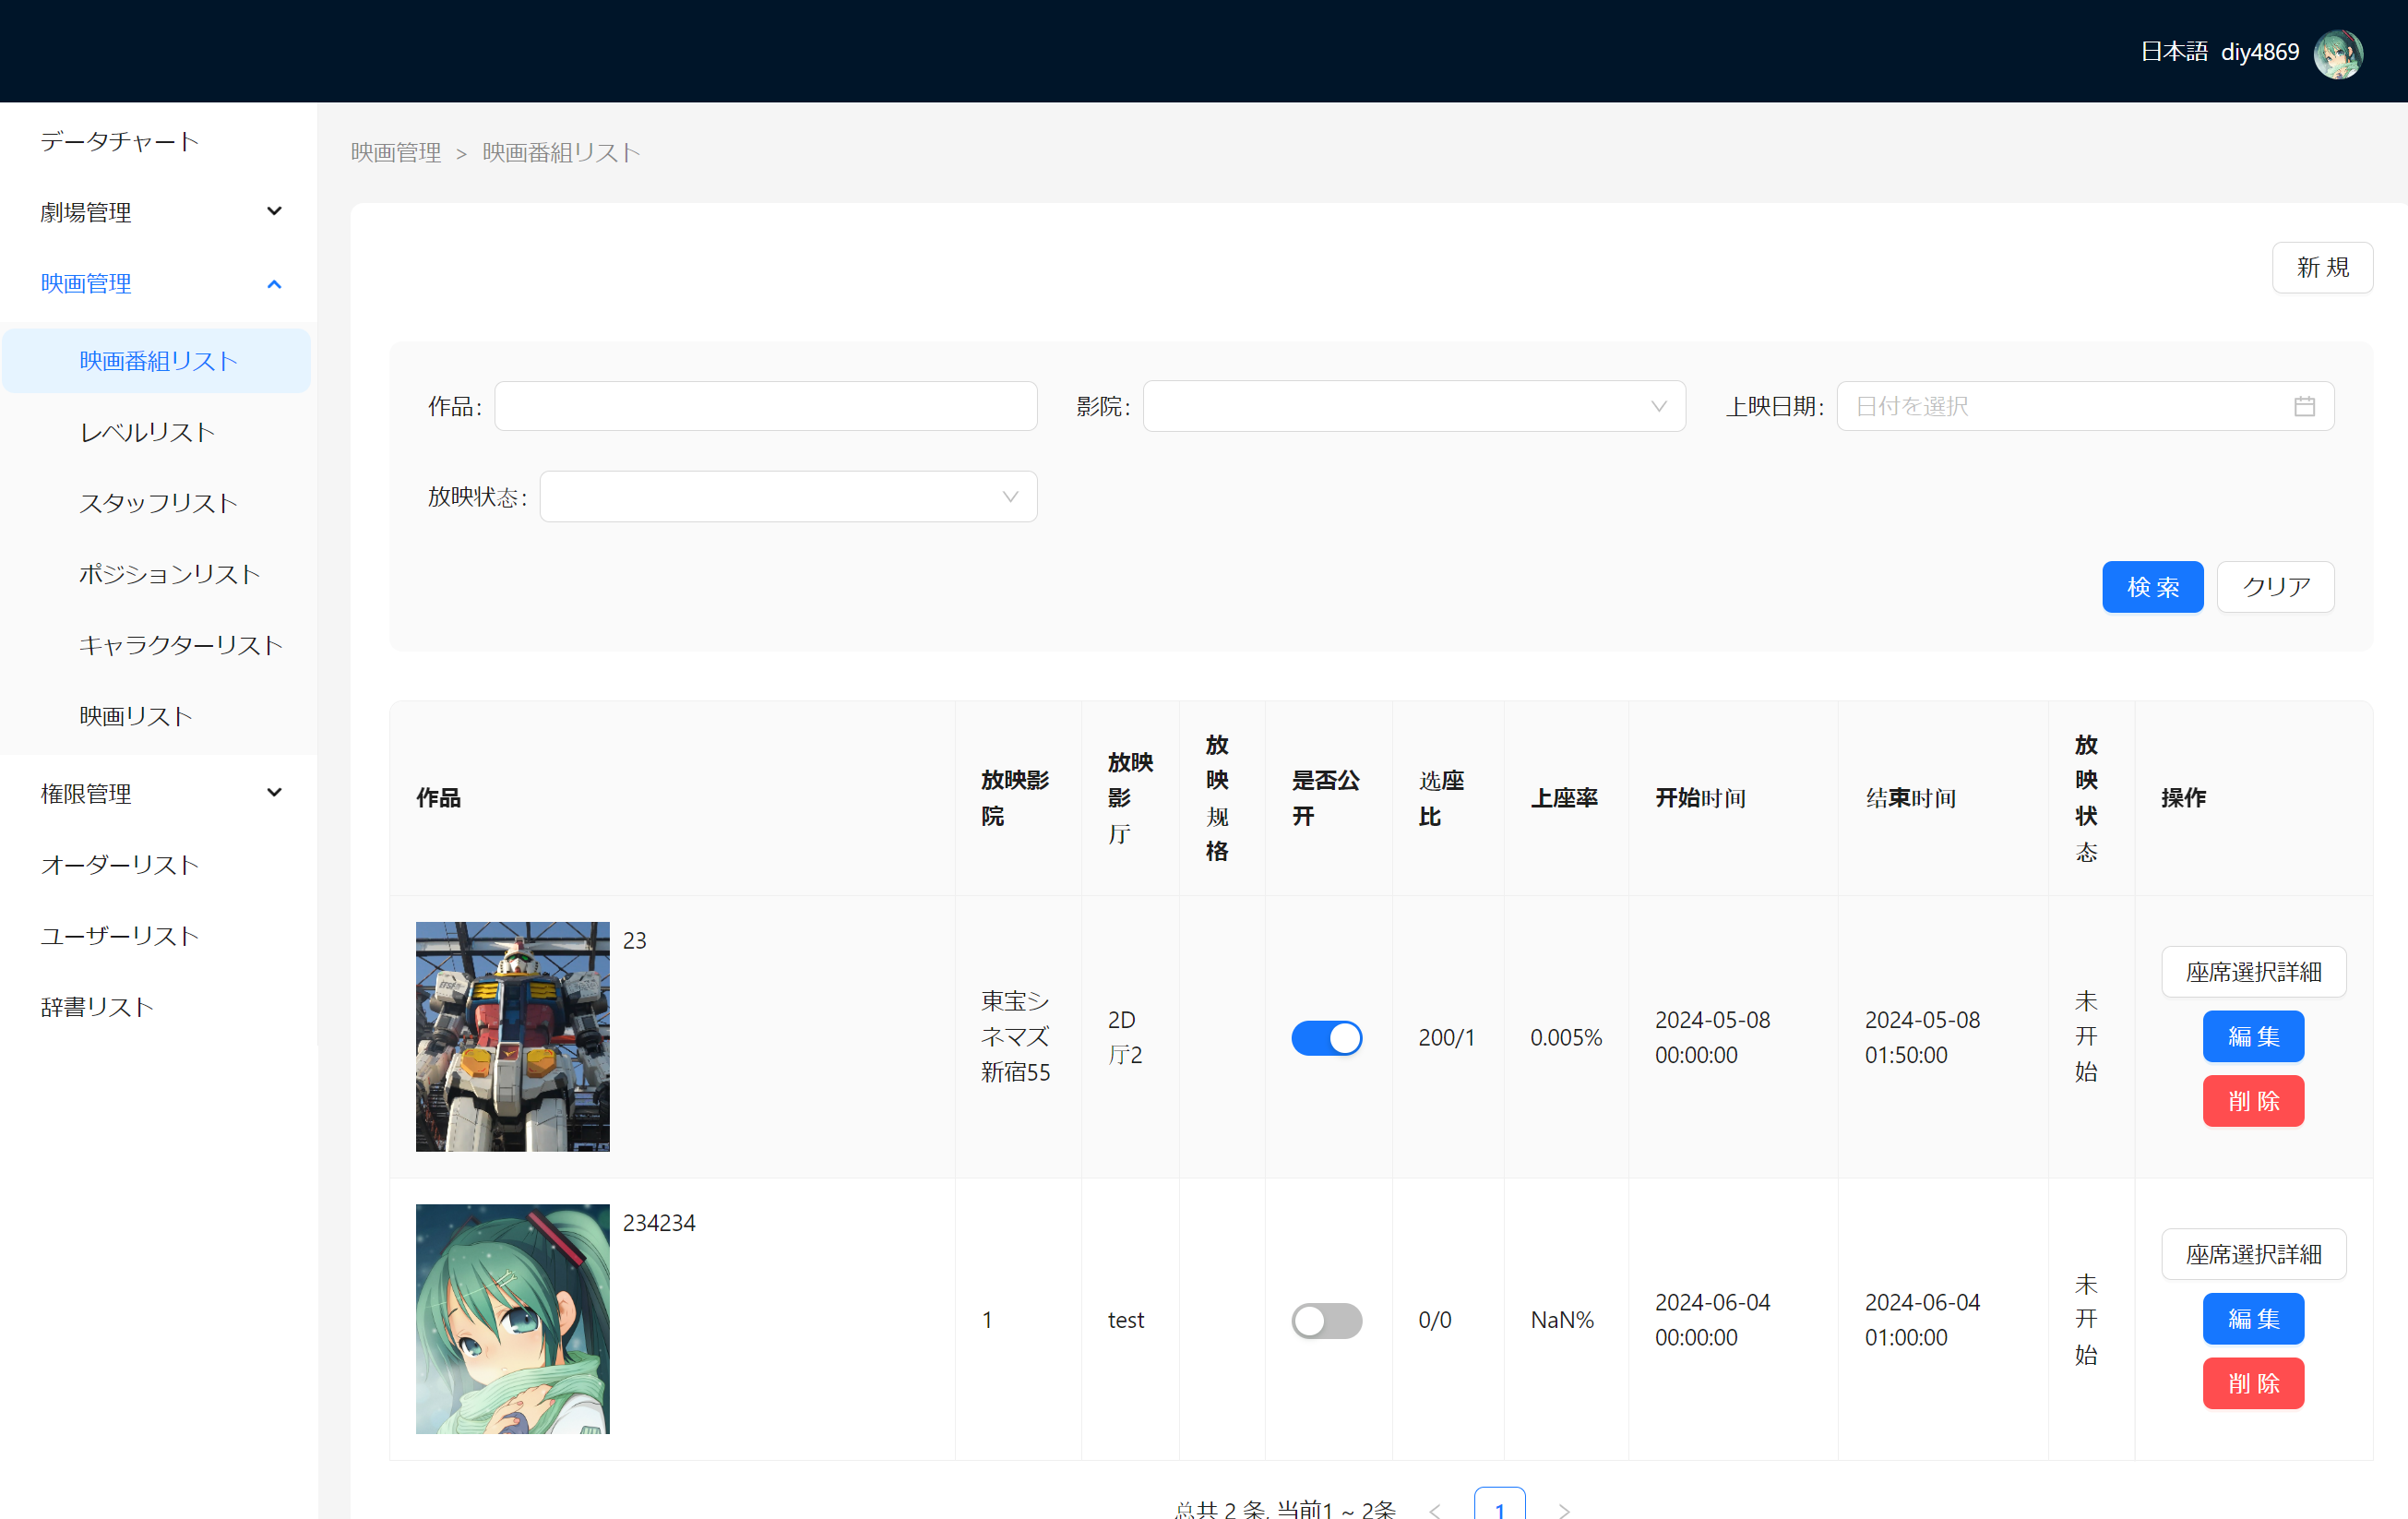 日本語 diy4869
データチャート
劇場管理
映画管理
映画番組リスト
レベルリスト
スタッフリスト
ポジションリスト
キャラクターリスト
映画リスト
権限管理
オーダーリスト
ユーザーリスト
辞書リスト
映画管理 > 映画番組リスト
新 規
作品:
影院:
上映日期: 日付を選択
放映状态:
検 索 クリア
作品
放映影
院
放映
影
厅
放
映
规
格
是否公
开
选座
比
上座率
开始时间
结束时间
放
映
状
态
操作
23
東宝シ
ネマズ
新宿55
2D
厅2
200/1
0.005%
2024-05-08
00:00:00
2024-05-08
01:50:00
未
开
始
座席選択詳細
編 集
削 除
234234
1
test
0/0
NaN%
2024-06-04
00:00:00
2024-06-04
01:00:00
未
开
始
座席選択詳細
編 集
削 除
总共 2 条, 当前1 ~ 2条 < 1 >